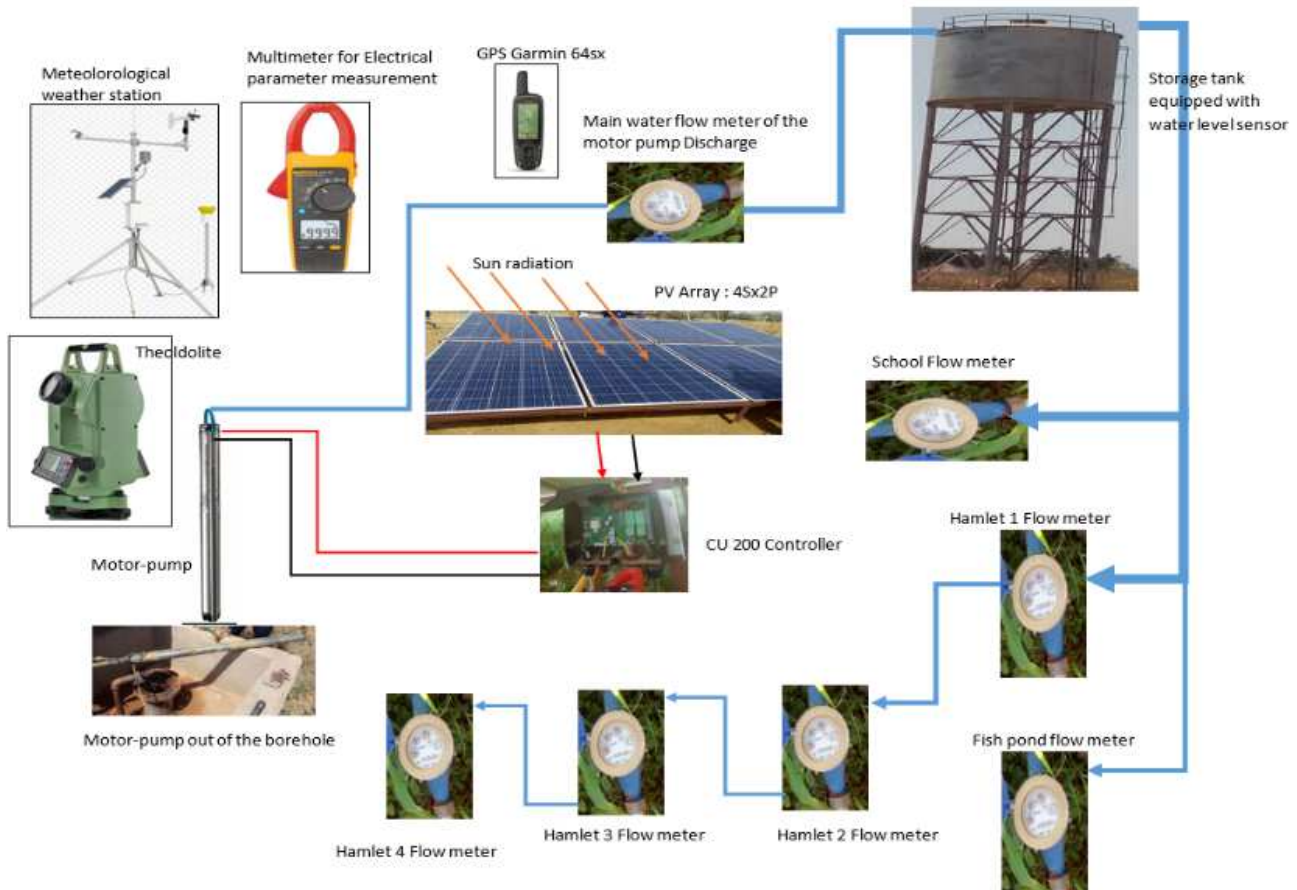 GPS Garmin 64sx
Meteolorological
weather station
Multimeter for Electrical
parameter measurement
Main water flow meter of the
motor pump Discharge
Storage tank
equipped with
water level sensor
Sun radiation
PV Array : 4Sx2P
Theoldolite
School Flow meter
Hamlet 1 Flow meter
CU 200 Controller
Motor-pump
Motor-pump out of the borehole
Fish pond flow meter
Hamlet 2 Flow meter
Hamlet 3 Flow meter
Hamlet 4 Flow meter